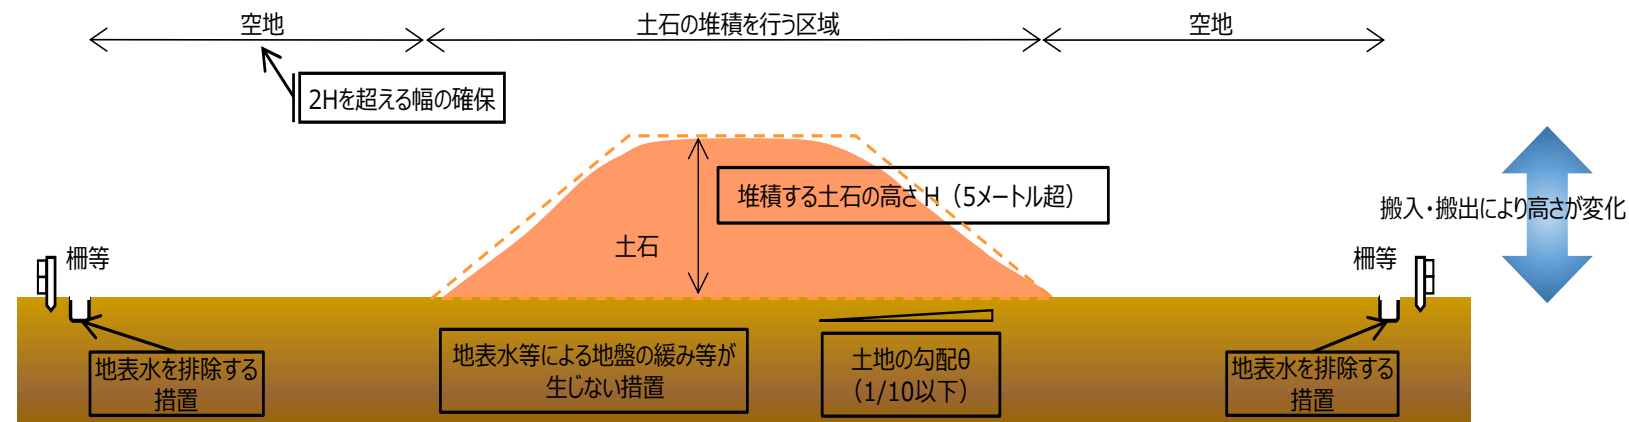 空地
土石の堆積を行う区域
空地
2Hを超える幅の確保
堆積する土石の高さH（5メートル超）
搬入・搬出により高さが変化
土石
柵等
柵等
地表水を排除する
措置
地表水等による地盤の緩み等が
生じない措置
土地の勾配θ
（1/10以下）
地表水を排除する
措置